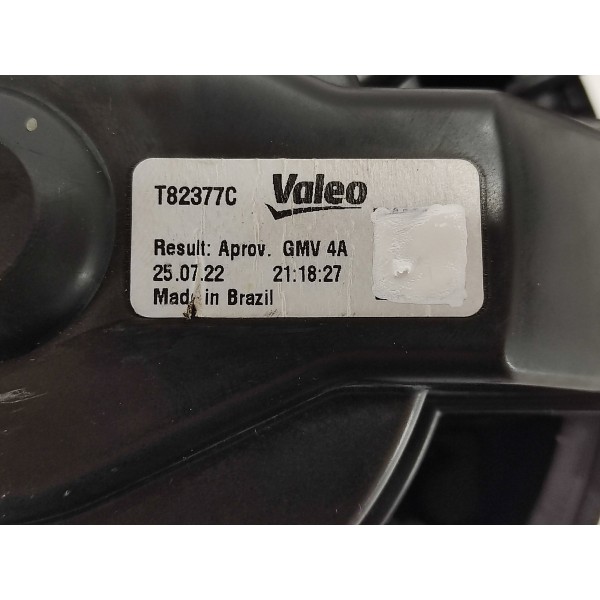 T82377C Valeo
Result: Aprov. GMV 4A
25.07.22 21:18:27
Made in Brazil